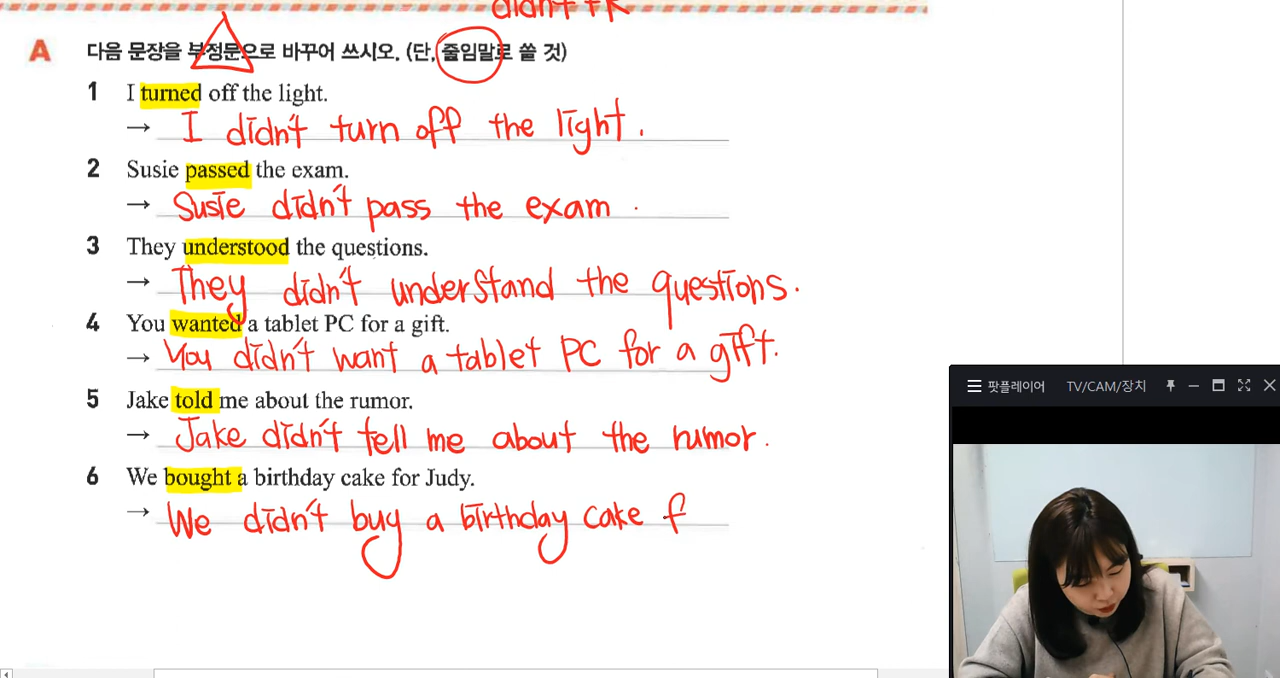 didn't + R
A 다음 문장을 부정문으로 바꾸어 쓰시오. (단, 줄임말로 쓸 것)
1 I turned off the light.
→ I didn't turn off the light.
2 Susie passed the exam.
→ Susie didn't pass the exam.
3 They understood the questions.
→ They didn't understand the questions.
4 You wanted a tablet PC for a gift.
→ You didn't want a tablet PC for a gift.
5 Jake told me about the rumor.
→ Jake didn't tell me about the rumor.
6 We bought a birthday cake for Judy.
→ We didn't buy a birthday cake f
팟플레이어 TV/CAM/장치